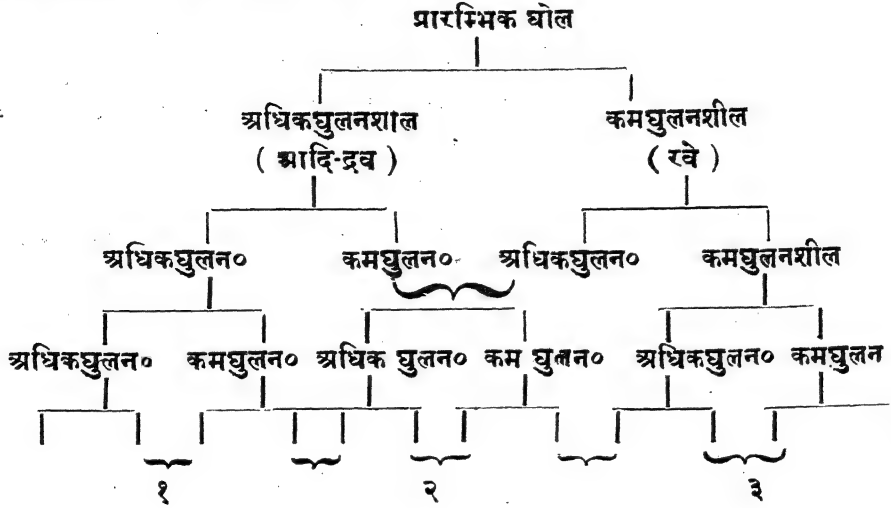 प्रारम्भिक घोल
अधिकघुलनशाल कमघुलनशील
( आदि-द्रव ) ( रवे )
अधिकघुलन० कमघुलन० अधिकघुलन० कमघुलनशील
अधिकघुलन० कमघुलन० अधिक घुलन० कम घुलन० अधिकघुलन० कमघुलन
१ २ ३